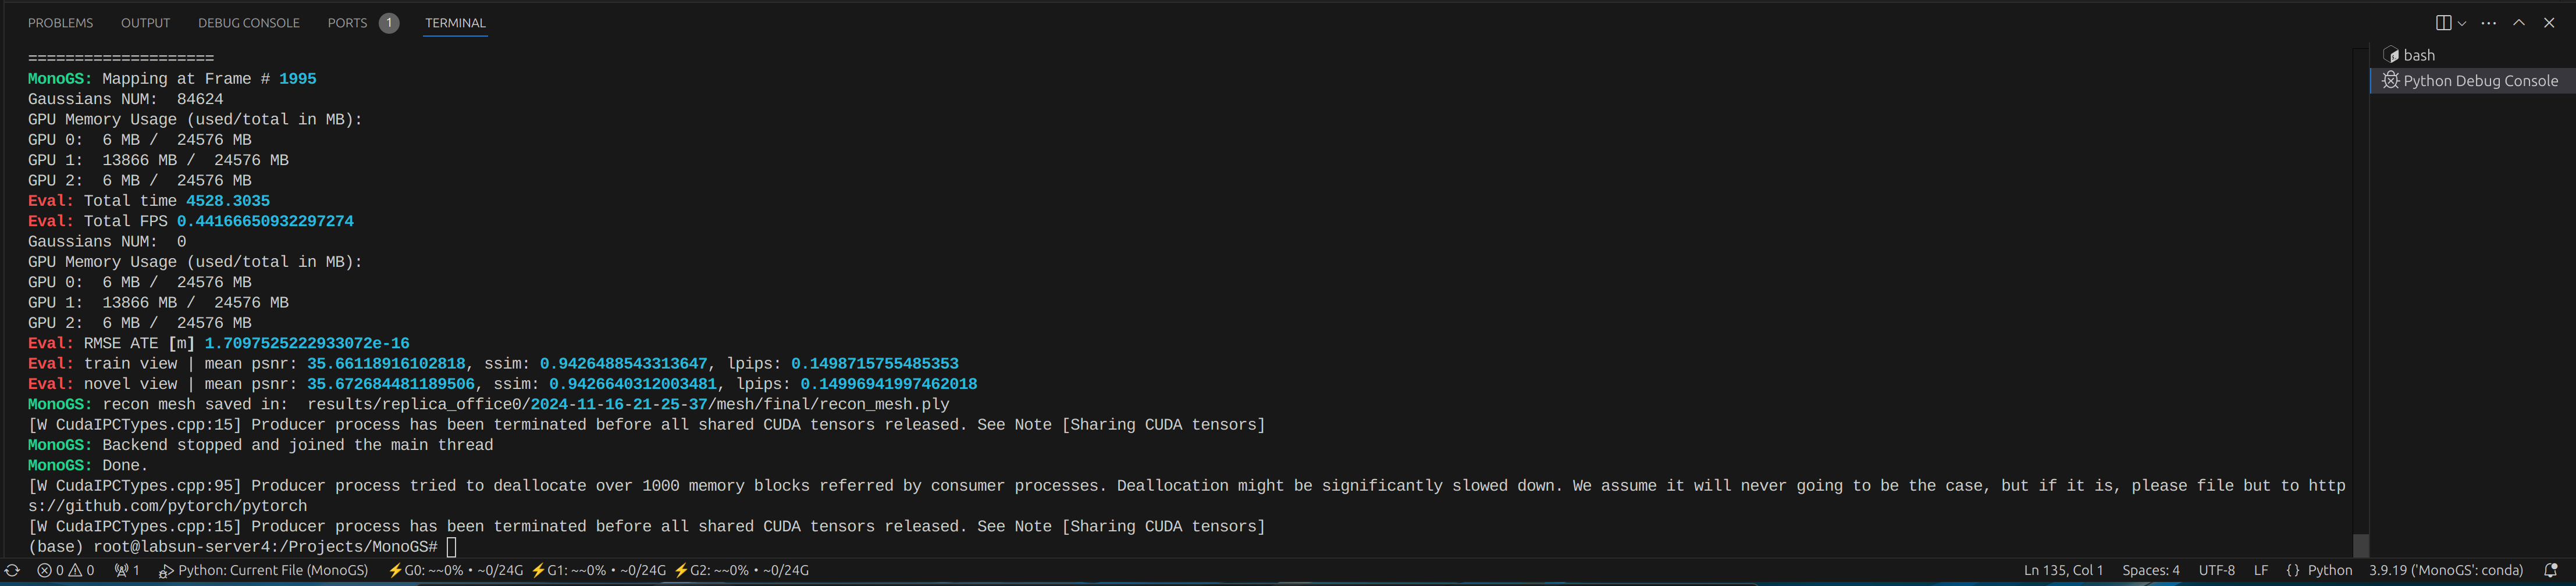 PROBLEMS OUTPUT DEBUG CONSOLE PORTS 1 TERMINAL
====================
MonoGS: Mapping at Frame # 1995
Gaussians NUM:  84624
GPU Memory Usage (used/total in MB):
GPU 0:  6 MB /  24576 MB
GPU 1:  13866 MB /  24576 MB
GPU 2:  6 MB /  24576 MB
Eval: Total time 4528.3035
Eval: Total FPS 0.44166650932297274
Gaussians NUM:  0
GPU Memory Usage (used/total in MB):
GPU 0:  6 MB /  24576 MB
GPU 1:  13866 MB /  24576 MB
GPU 2:  6 MB /  24576 MB
Eval: RMSE ATE [m] 1.7097525222933072e-16
Eval: train view | mean psnr: 35.66118916102818, ssim: 0.9426488543313647, lpips: 0.1498715755485353
Eval: novel view | mean psnr: 35.672684481189506, ssim: 0.9426640312003481, lpips: 0.14996941997462018
MonoGS: recon mesh saved in:  results/replica_office0/2024-11-16-21-25-37/mesh/final/recon_mesh.ply
[W CudaIPCTypes.cpp:15] Producer process has been terminated before all shared CUDA tensors released. See Note [Sharing CUDA tensors]
MonoGS: Backend stopped and joined the main thread
MonoGS: Done.
[W CudaIPCTypes.cpp:95] Producer process tried to deallocate over 1000 memory blocks referred by consumer processes. Deallocation might be significantly slowed down. We assume it will never going to be the case, but if it is, please file but to http
s://github.com/pytorch/pytorch
[W CudaIPCTypes.cpp:15] Producer process has been terminated before all shared CUDA tensors released. See Note [Sharing CUDA tensors]
(base) root@labsun-server4:/Projects/MonoGS#
bash
Python Debug Console
0 0 1 Python: Current File (MonoGS) ⚡G0: ~~0% • ~0/24G ⚡G1: ~~0% • ~0/24G ⚡G2: ~~0% • ~0/24G Ln 135, Col 1 Spaces: 4 UTF-8 LF {} Python 3.9.19 ('MonoGS': conda)